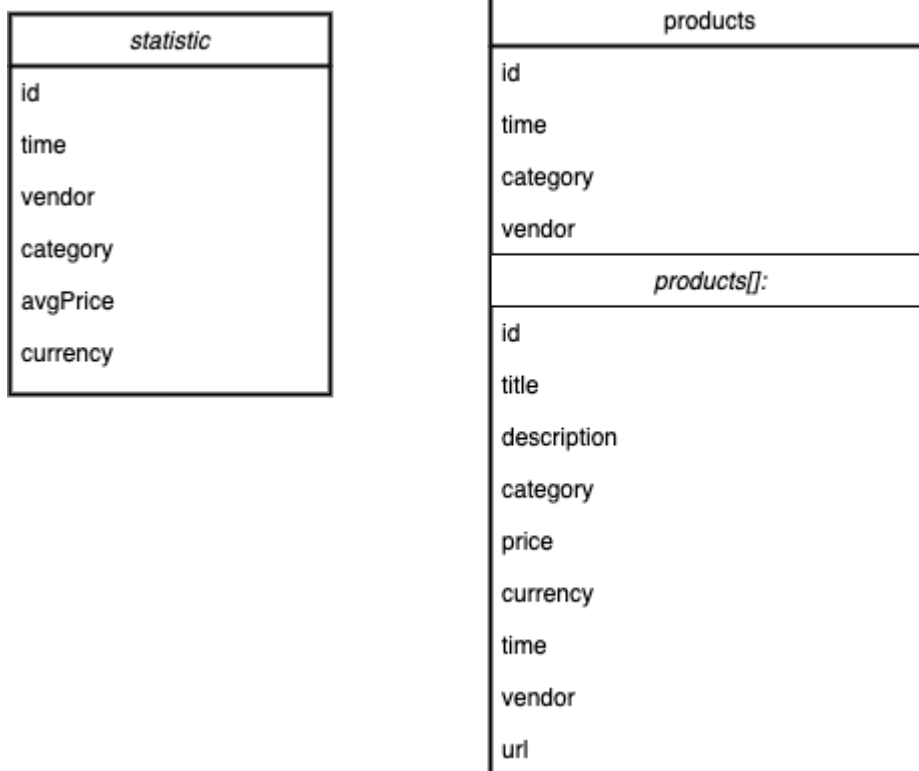 statistic
id
time
vendor
category
avgPrice
currency
products
id
time
category
vendor
products[]:
id
title
description
category
price
currency
time
vendor
url